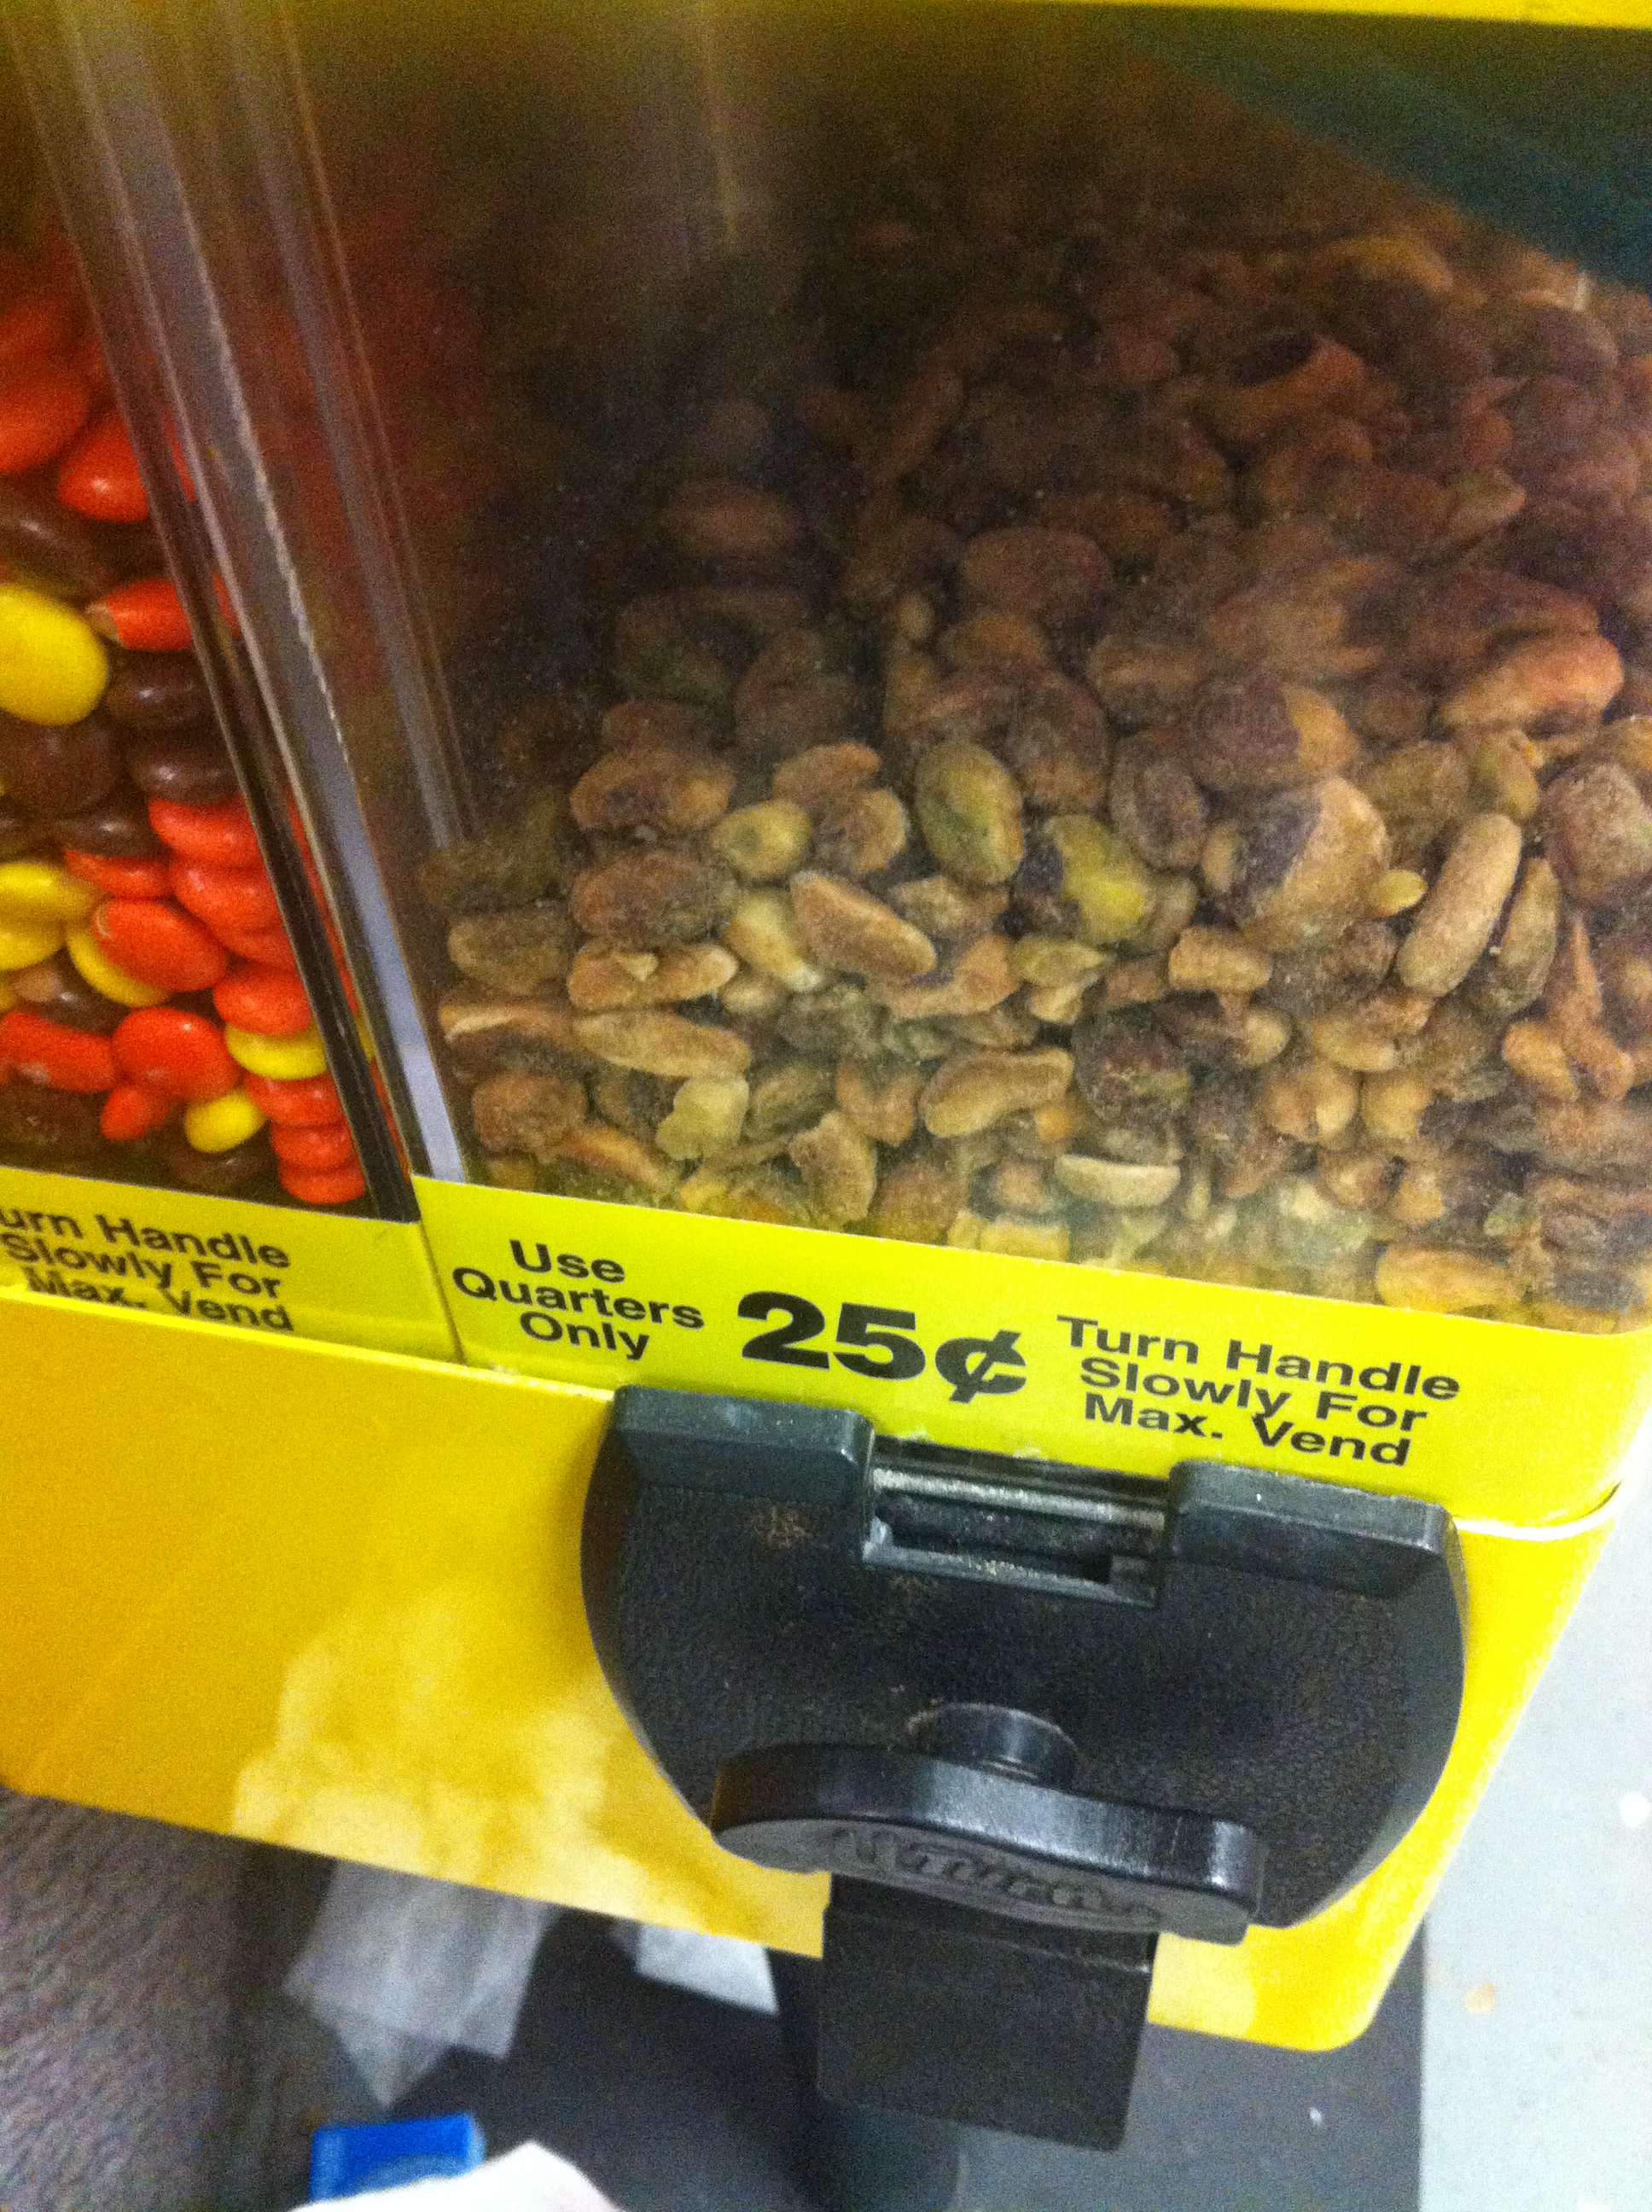 urn Handle
Slowly For
Max. Vend
Use
Quarters
Only
25¢
Turn Handle
Slowly For
Max. Vend